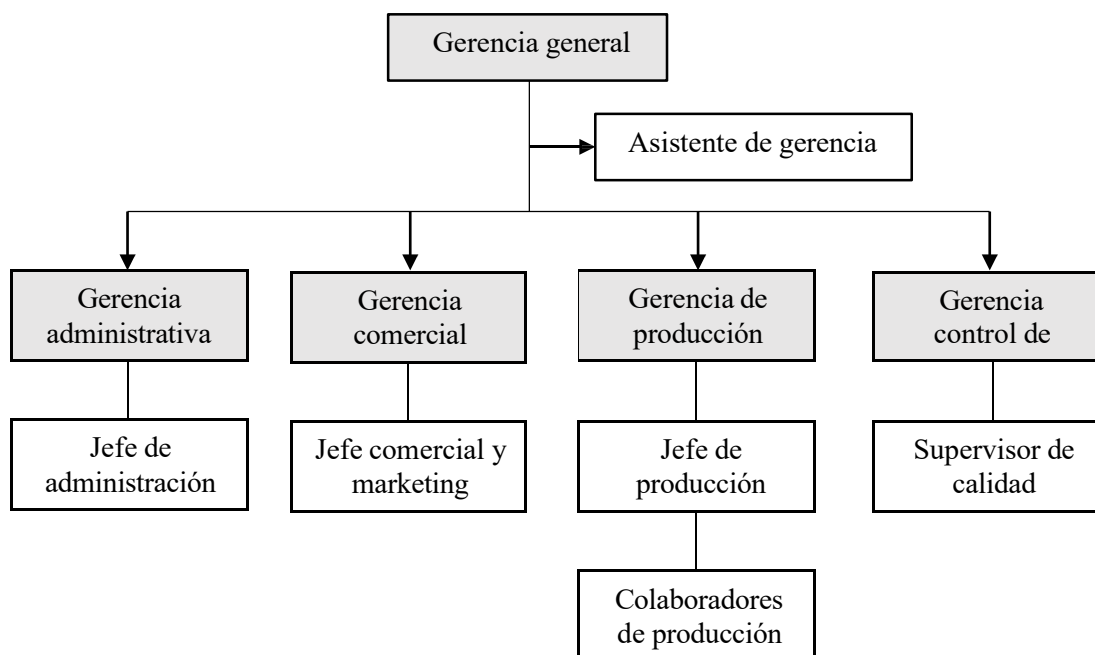 Gerencia general
Asistente de gerencia
Gerencia
administrativa
Gerencia
comercial
Gerencia de
producción
Gerencia
control de
Jefe de
administración
Jefe comercial y
marketing
Jefe de
producción
Supervisor de
calidad
Colaboradores
de producción